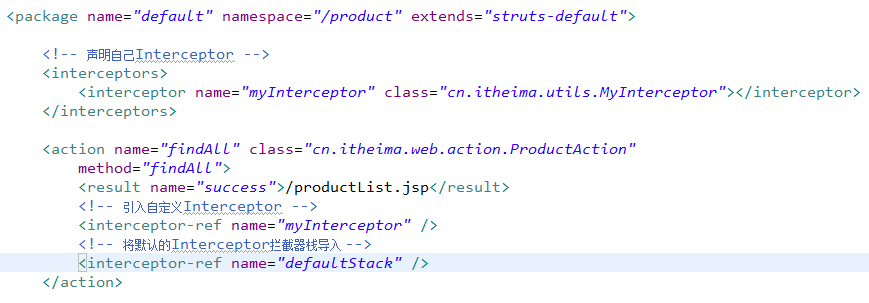 <package name="default" namespace="/product" extends="struts-default">
<!-- 声明自己Interceptor -->
<interceptors>
<interceptor name="myInterceptor" class="cn.itheima.utils.MyInterceptor"></interceptor>
</interceptors>
<action name="findAll" class="cn.itheima.web.action.ProductAction"
method="findAll">
<result name="success">/productList.jsp</result>
<!-- 引入自定义Interceptor -->
<interceptor-ref name="myInterceptor" />
<!-- 将默认的Interceptor拦截器栈导入 -->
<interceptor-ref name="defaultStack" />
</action>